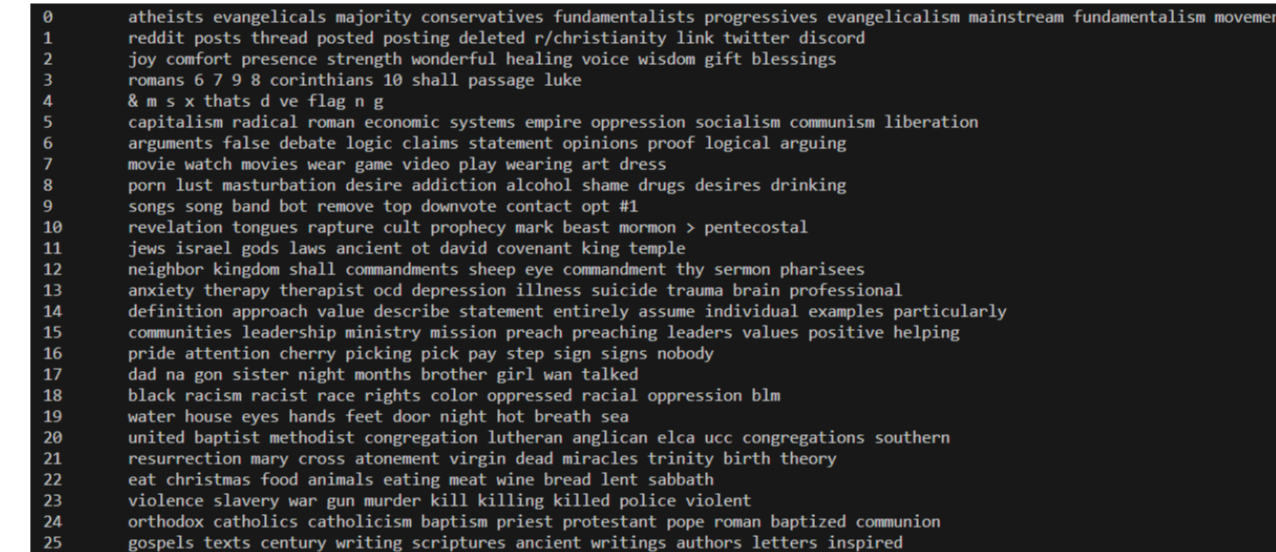 0 atheists evangelicals majority conservatives fundamentalists progressives evangelicalism mainstream fundamentalism
1 reddit posts thread posted posting deleted r/christianity link twitter discord
2 joy comfort presence strength wonderful healing voice wisdom gift blessings
3 romans 6 7 9 8 corinthians 10 shall passage luke
4 & m s x thats d ve flag n g
5 capitalism radical roman economic systems empire oppression socialism communism liberation
6 arguments false debate logic claims statement opinions proof logical arguing
7 movie watch movies wear game video play wearing art dress
8 porn lust masturbation desire addiction alcohol shame drugs desires drinking
9 songs song band bot remove top downvote contact opt #1
10 revelation tongues rapture cult prophecy mark beast mormon > pentecostal
11 jews israel gods laws ancient ot david covenant king temple
12 neighbor kingdom shall commandments sheep eye commandment thy sermon pharisees
13 anxiety therapy therapist ocd depression illness suicide trauma brain professional
14 definition approach value describe statement entirely assume individual examples particularly
15 communities leadership ministry mission preach preaching leaders values positive helping
16 pride attention cherry picking pick pay step sign signs nobody
17 dad na gon sister night months brother girl wan talked
18 black racism racist race rights color oppressed racial oppression blm
19 water house eyes hands feet door night hot breath sea
20 united baptist methodist congregation lutheran anglican elca ucc congregations southern
21 resurrection mary cross atonement virgin dead miracles trinity birth theory
22 eat christmas food animals eating meat wine bread lent sabbath
23 violence slavery war gun murder kill killing killed police violent
24 orthodox catholics catholicism baptism priest protestant pope roman baptized communion
25 gospels texts century writing scriptures ancient writings authors letters inspired